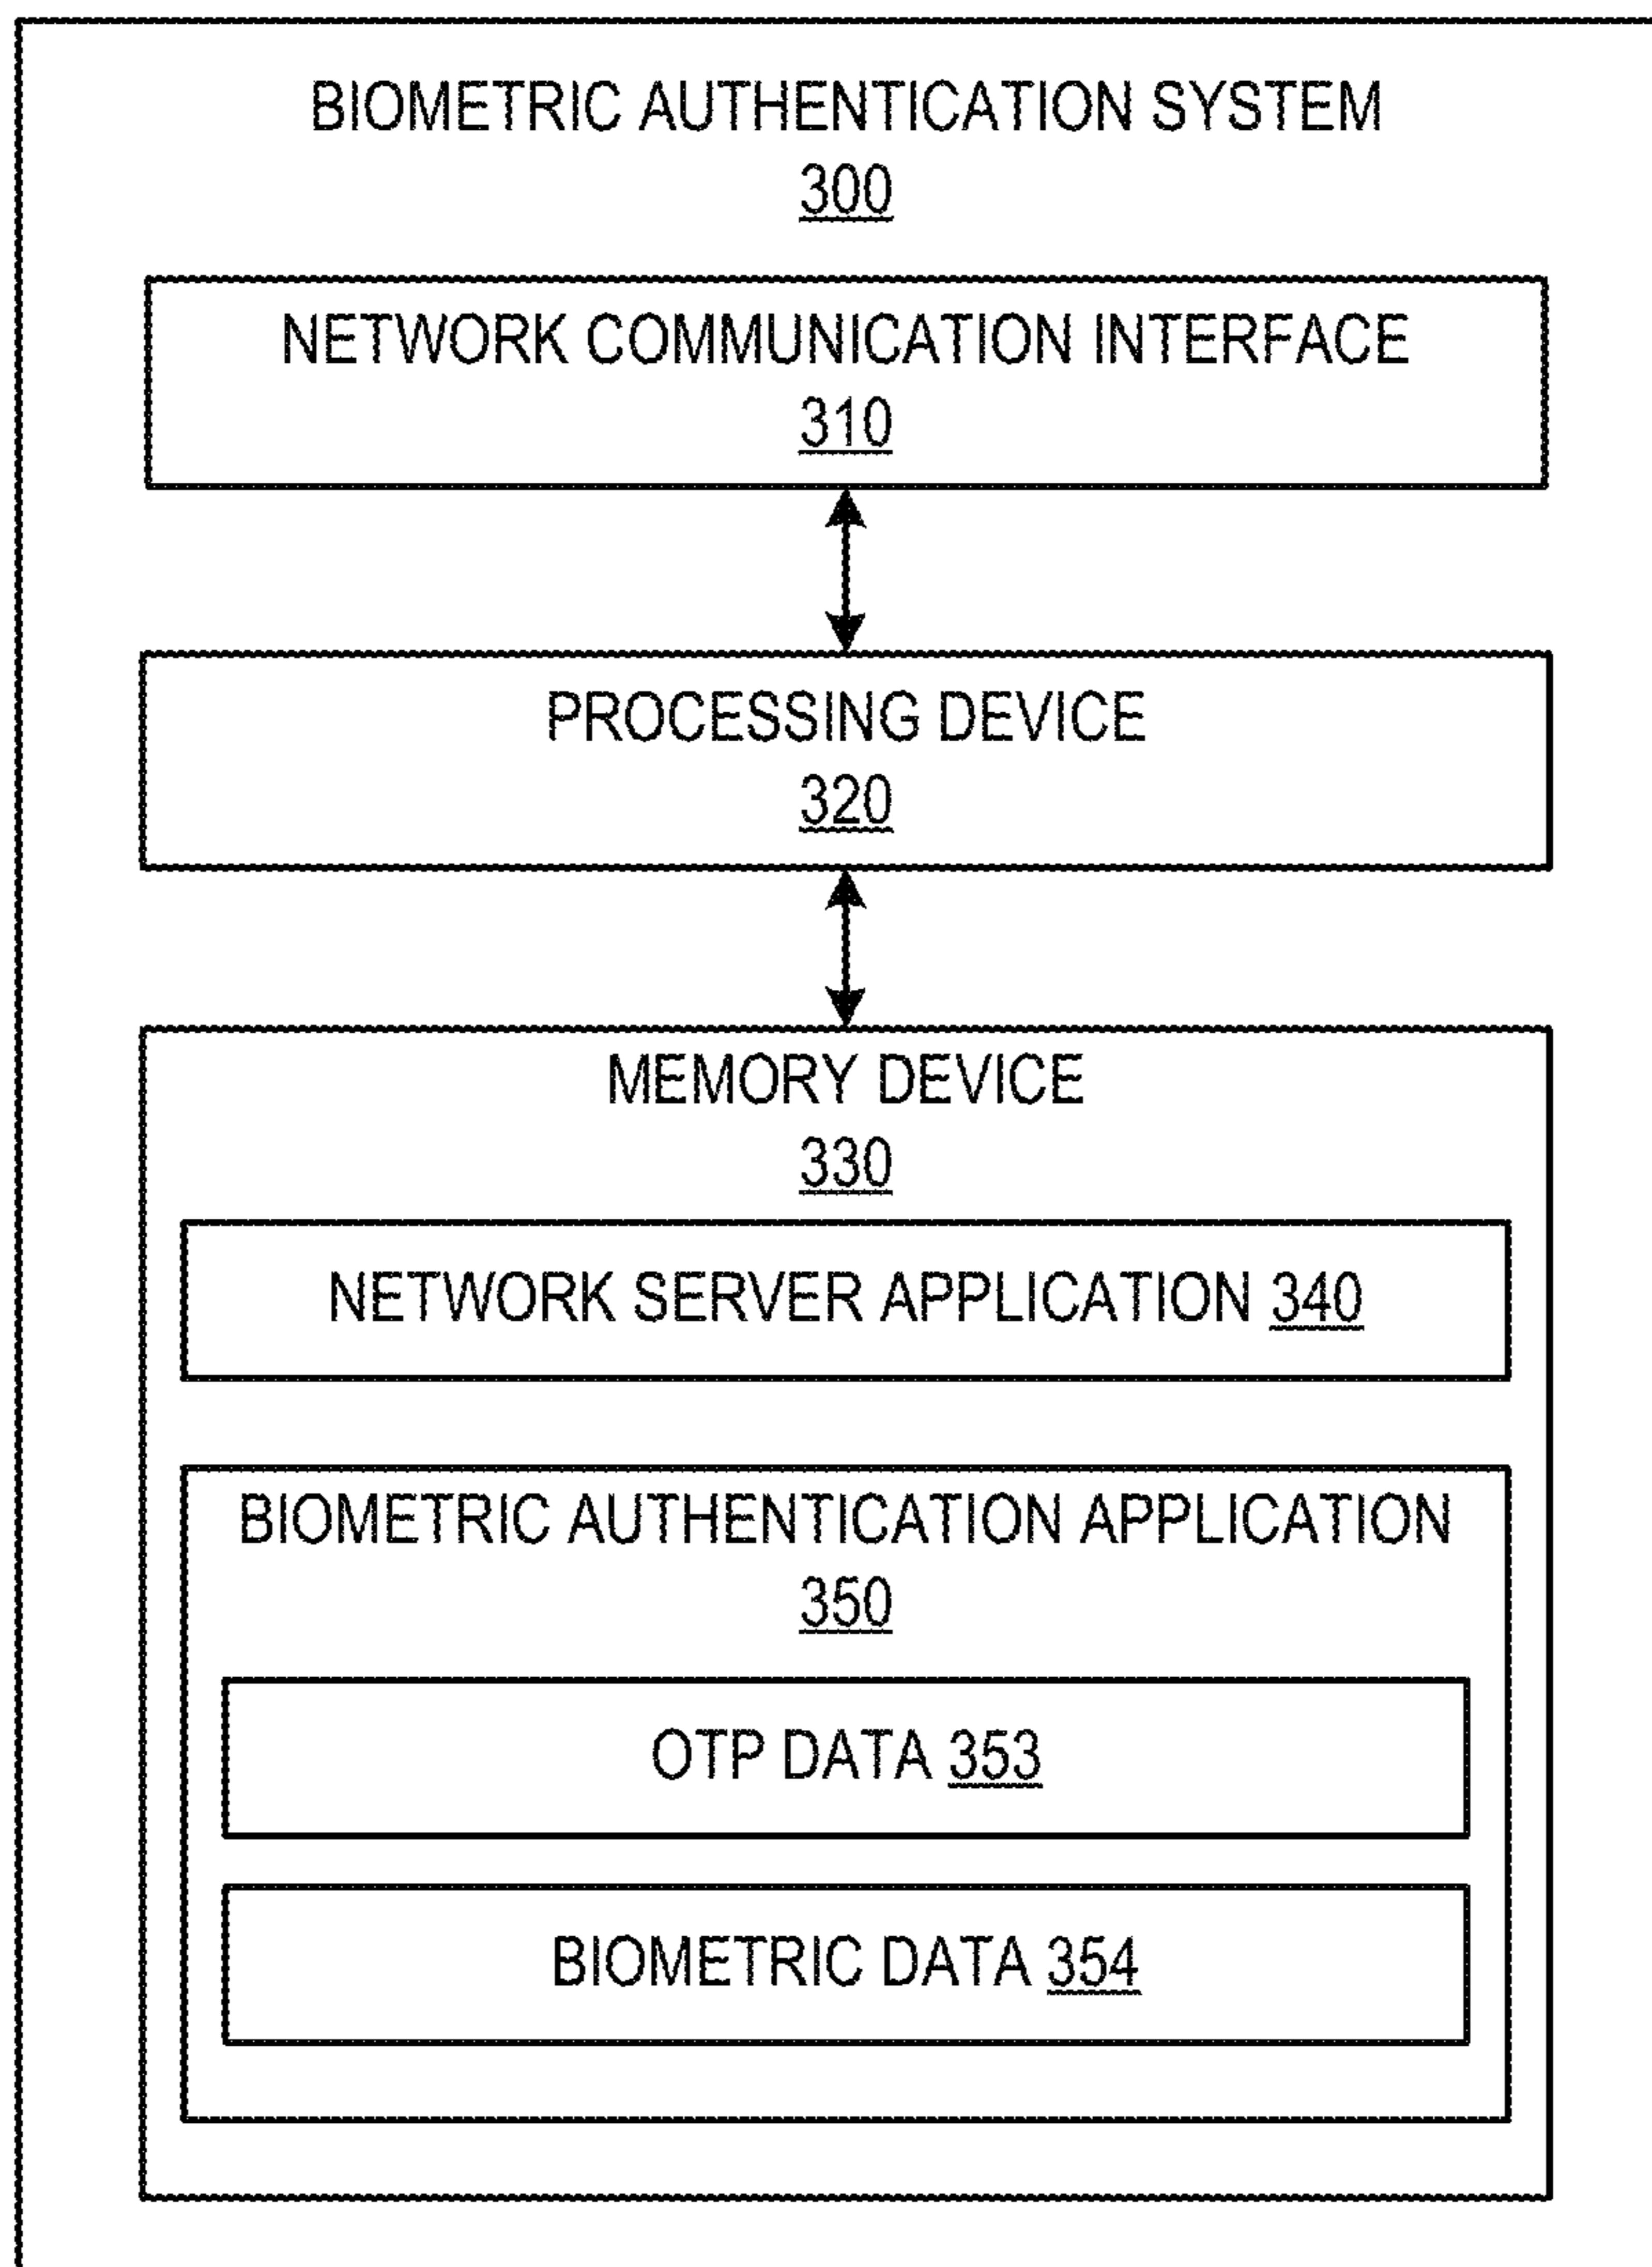 BIOMETRIC AUTHENTICATION SYSTEM
300
NETWORK COMMUNICATION INTERFACE
310
PROCESSING DEVICE
320
MEMORY DEVICE
330
NETWORK SERVER APPLICATION 340
BIOMETRIC AUTHENTICATION APPLICATION
350
OTP DATA 353
BIOMETRIC DATA 354